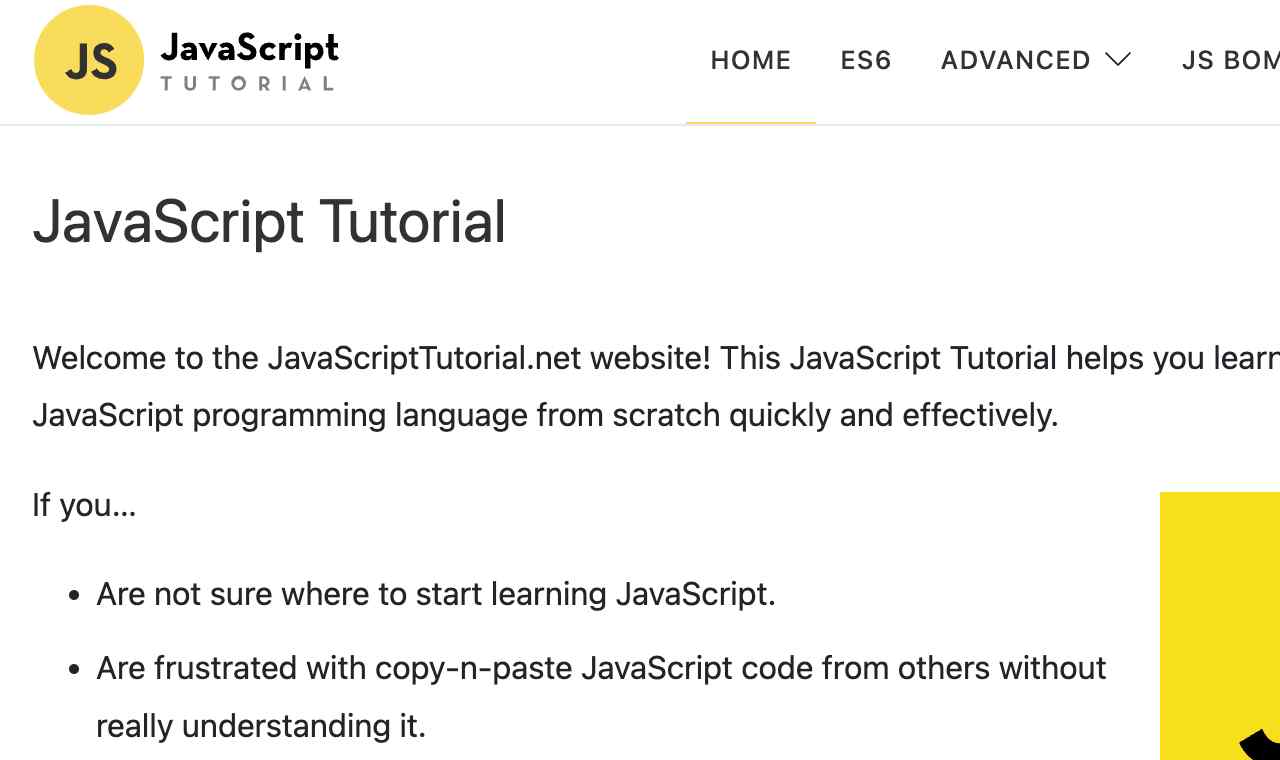 JS JavaScript
TUTORIAL
HOME ES6 ADVANCED JS BOM
JavaScript Tutorial
Welcome to the JavaScriptTutorial.net website! This JavaScript Tutorial helps you learn
JavaScript programming language from scratch quickly and effectively.
If you...
• Are not sure where to start learning JavaScript.
• Are frustrated with copy-n-paste JavaScript code from others without
really understanding it.